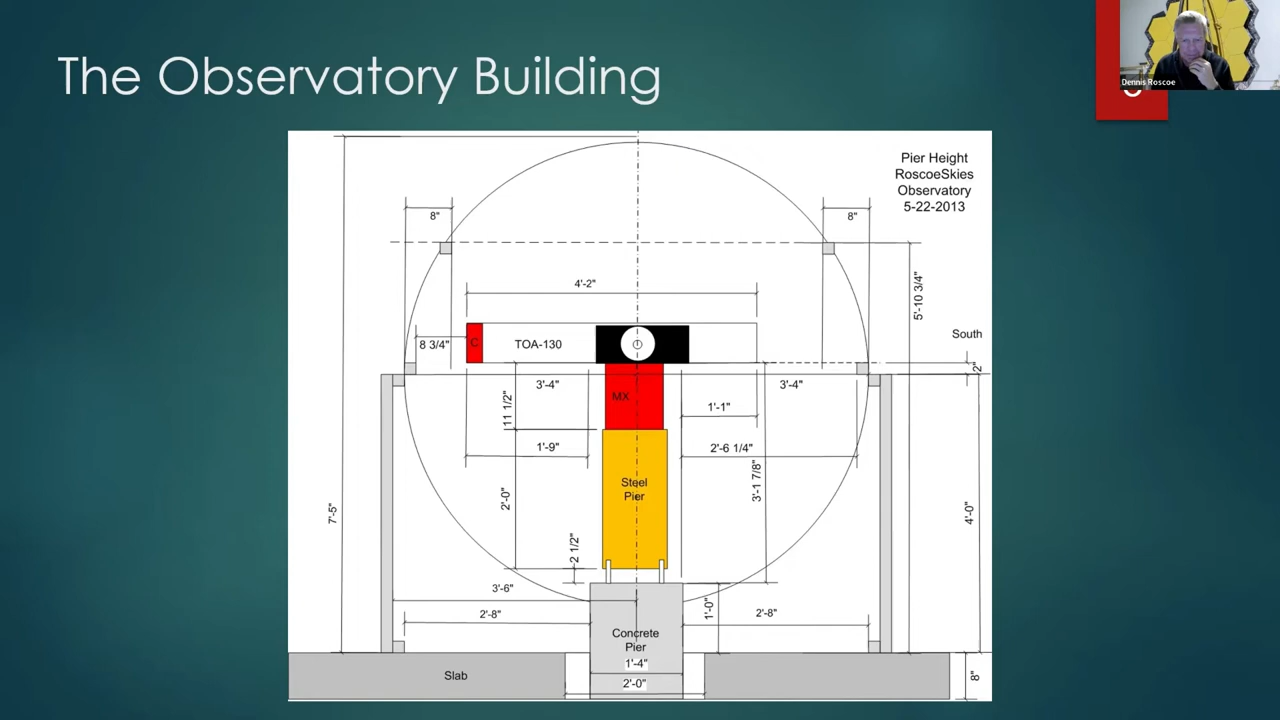 The Observatory Building
Dennis Roscoe
Pier Height
RoscoeSkies
Observatory
5-22-2013
8"
8"
4'-2"
5'-10 3/4"
South
8 3/4"
C
TOA-130
2"
3'-4"
3'-4"
MX
11 1/2"
1'-1"
1'-9"
2'-6 1/4"
Steel
Pier
3'-1 7/8"
2'-0"
7'-5"
4'-0"
2 1/2"
3'-6"
2'-8"
1'-0"
2'-8"
Concrete
Pier
1'-4"
Slab
2'-0"
8"